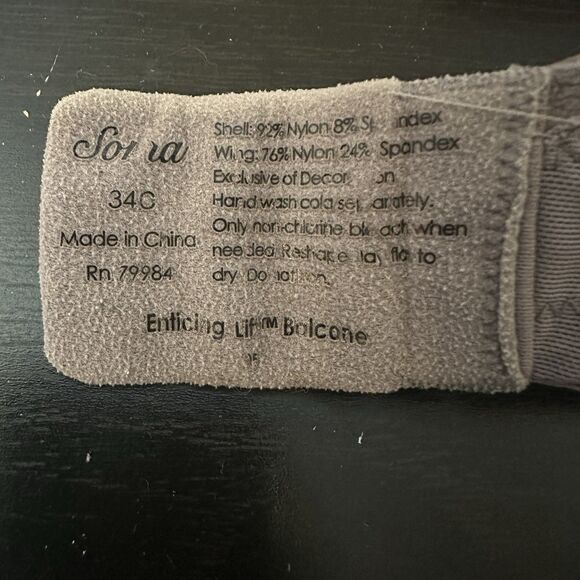 Soma
34C
Made in China
Rn 79984
Shell: 92% Nylon 8% Spandex
Wing: 76% Nylon 24% Spandex
Exclusive of Decoration
Hand wash cold separately.
Only non-chlorine bleach when
needed. Reshape, lay flat to
dry. Do not iron.
Enticing Lift™ Balcone